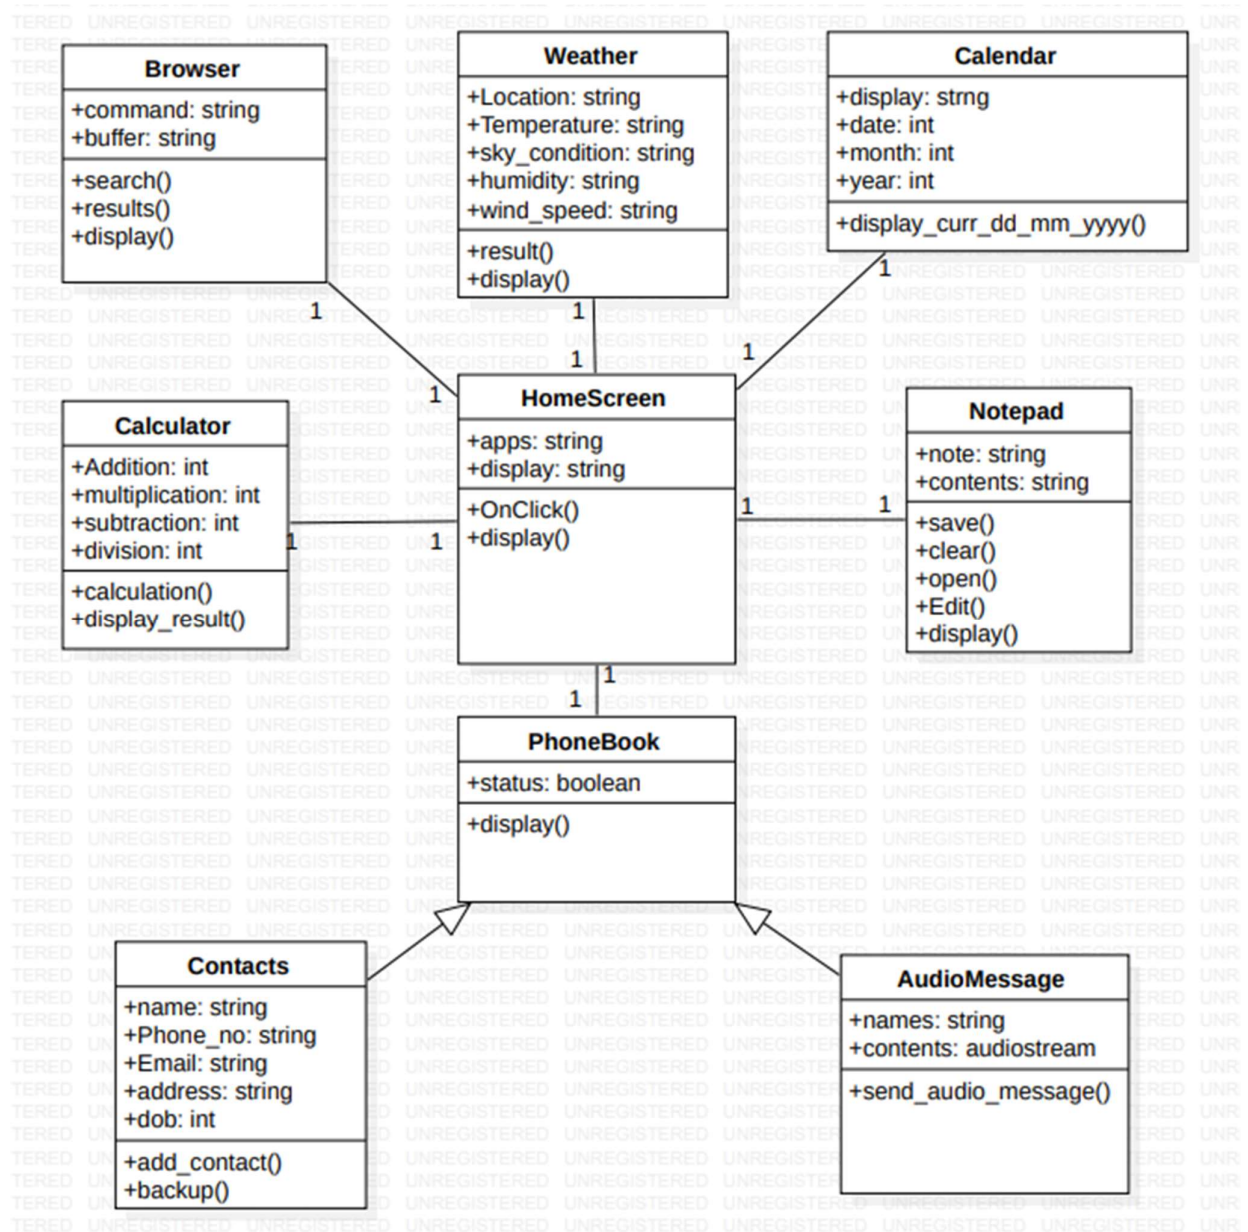 Browser
+command: string
+buffer: string
+search()
+results()
+display()
Weather
+Location: string
+Temperature: string
+sky_condition: string
+humidity: string
+wind_speed: string
+result()
+display()
Calendar
+display: strng
+date: int
+month: int
+year: int
+display_curr_dd_mm_yyyy()
1
1
1
1
1
1
HomeScreen
+apps: string
+display: string
+OnClick()
+display()
Calculator
+Addition: int
+multiplication: int
+subtraction: int
+division: int
+calculation()
+display_result()
1
1
1
1
Notepad
+note: string
+contents: string
+save()
+clear()
+open()
+Edit()
+display()
1
1
PhoneBook
+status: boolean
+display()
Contacts
+name: string
+Phone_no: string
+Email: string
+address: string
+dob: int
+add_contact()
+backup()
AudioMessage
+names: string
+contents: audiostream
+send_audio_message()
UNREGISTERED